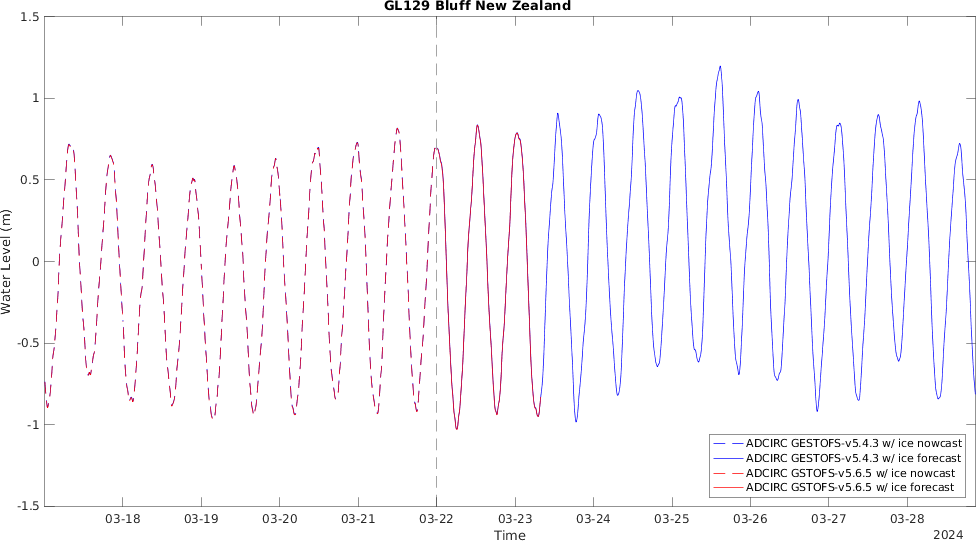 GL129 Bluff New Zealand
1.5
1
0.5
0
-0.5
-1
-1.5
Water Level (m)
ADCIRC GESTOFS-v5.4.3 w/ ice nowcast
ADCIRC GESTOFS-v5.4.3 w/ ice forecast
ADCIRC GSTOFS-v5.6.5 w/ ice nowcast
ADCIRC GSTOFS-v5.6.5 w/ ice forecast
03-18 03-19 03-20 03-21 03-22 03-23 03-24 03-25 03-26 03-27 03-28
Time
2024